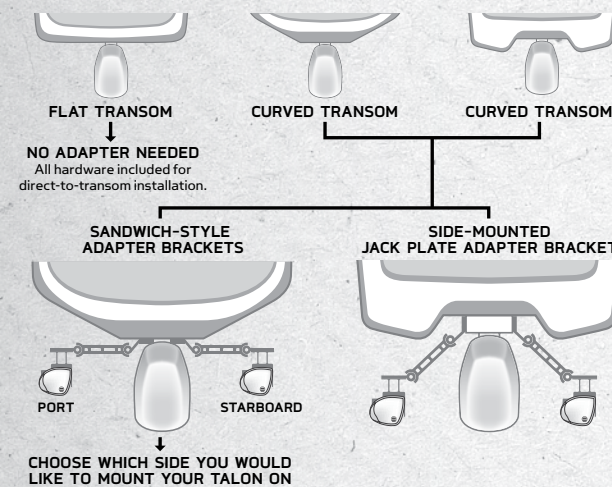 FLAT TRANSOM
CURVED TRANSOM
CURVED TRANSOM
NO ADAPTER NEEDED
All hardware included for
direct-to-transom installation.
SANDWICH-STYLE
ADAPTER BRACKETS
SIDE-MOUNTED
JACK PLATE ADAPTER BRACKET
PORT
STARBOARD
CHOOSE WHICH SIDE YOU WOULD
LIKE TO MOUNT YOUR TALON ON